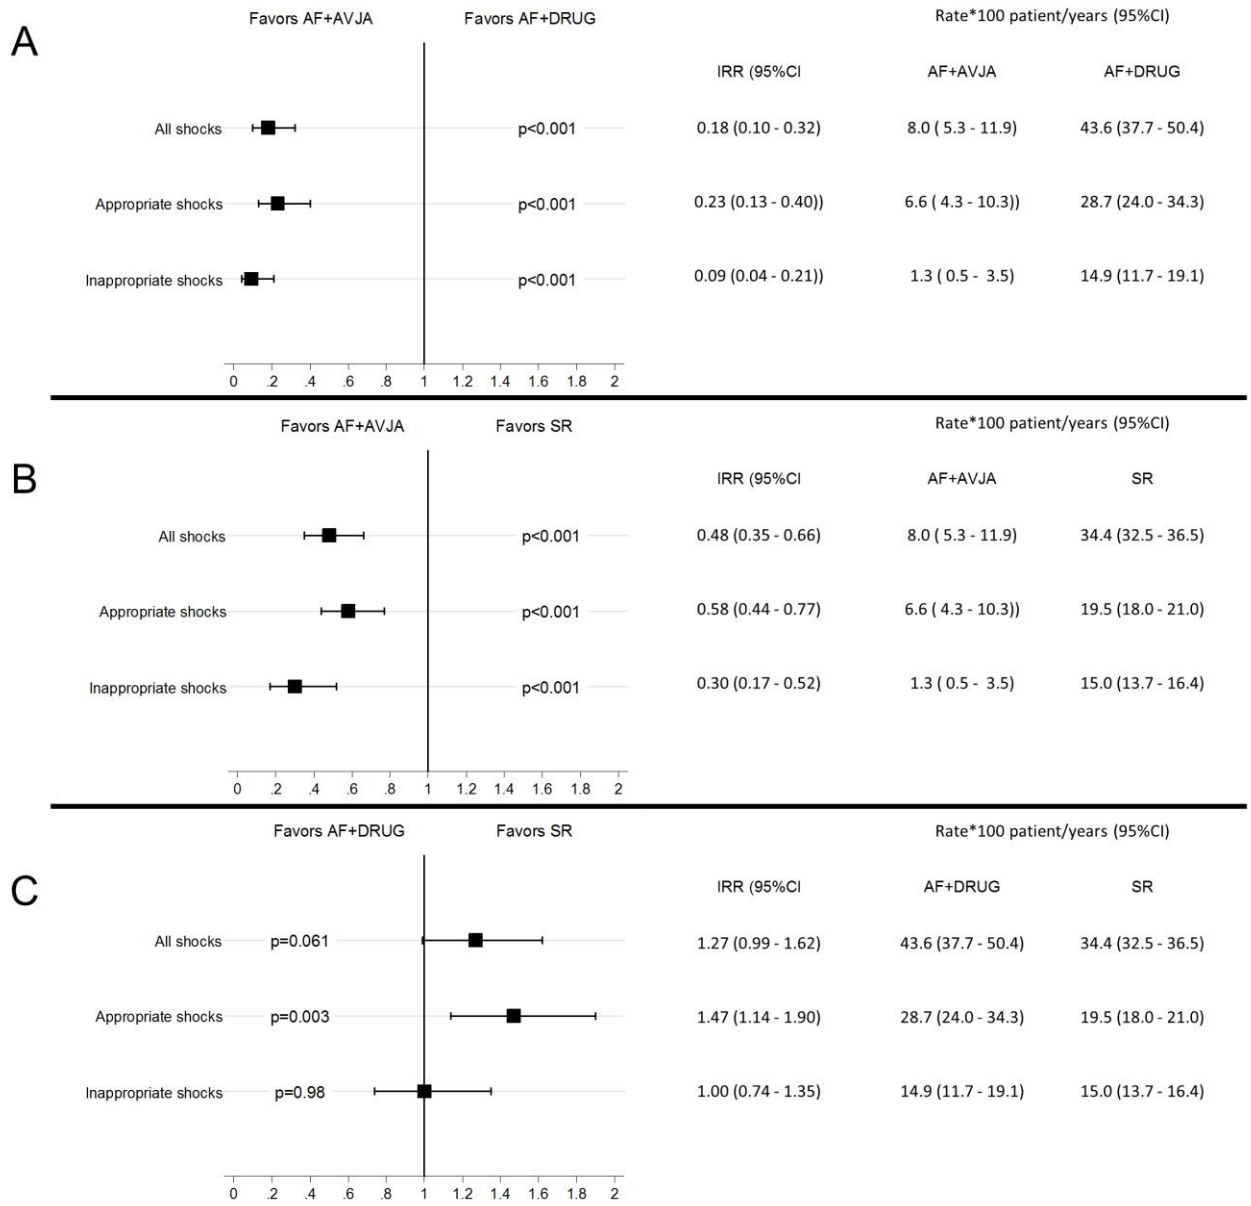 Favors AF+AVJA Favors AF+DRUG Rate*100 patient/years (95%CI)
A
IRR (95%CI AF+AVJA AF+DRUG
All shocks p<0.001 0.18 (0.10 - 0.32) 8.0 ( 5.3 - 11.9) 43.6 (37.7 - 50.4)
Appropriate shocks p<0.001 0.23 (0.13 - 0.40)) 6.6 ( 4.3 - 10.3)) 28.7 (24.0 - 34.3)
Inappropriate shocks p<0.001 0.09 (0.04 - 0.21)) 1.3 ( 0.5 - 3.5) 14.9 (11.7 - 19.1)
0 .2 .4 .6 .8 1 1.2 1.4 1.6 1.8 2
Favors AF+AVJA Favors SR Rate*100 patient/years (95%CI)
B
IRR (95%CI AF+AVJA SR
All shocks p<0.001 0.48 (0.35 - 0.66) 8.0 ( 5.3 - 11.9) 34.4 (32.5 - 36.5)
Appropriate shocks p<0.001 0.58 (0.44 - 0.77) 6.6 ( 4.3 - 10.3)) 19.5 (18.0 - 21.0)
Inappropriate shocks p<0.001 0.30 (0.17 - 0.52) 1.3 ( 0.5 - 3.5) 15.0 (13.7 - 16.4)
0 .2 .4 .6 .8 1 1.2 1.4 1.6 1.8 2
Favors AF+DRUG Favors SR Rate*100 patient/years (95%CI)
C
IRR (95%CI AF+DRUG SR
All shocks p=0.061 1.27 (0.99 - 1.62) 43.6 (37.7 - 50.4) 34.4 (32.5 - 36.5)
Appropriate shocks p=0.003 1.47 (1.14 - 1.90) 28.7 (24.0 - 34.3) 19.5 (18.0 - 21.0)
Inappropriate shocks p=0.98 1.00 (0.74 - 1.35) 14.9 (11.7 - 19.1) 15.0 (13.7 - 16.4)
0 .2 .4 .6 .8 1 1.2 1.4 1.6 1.8 2